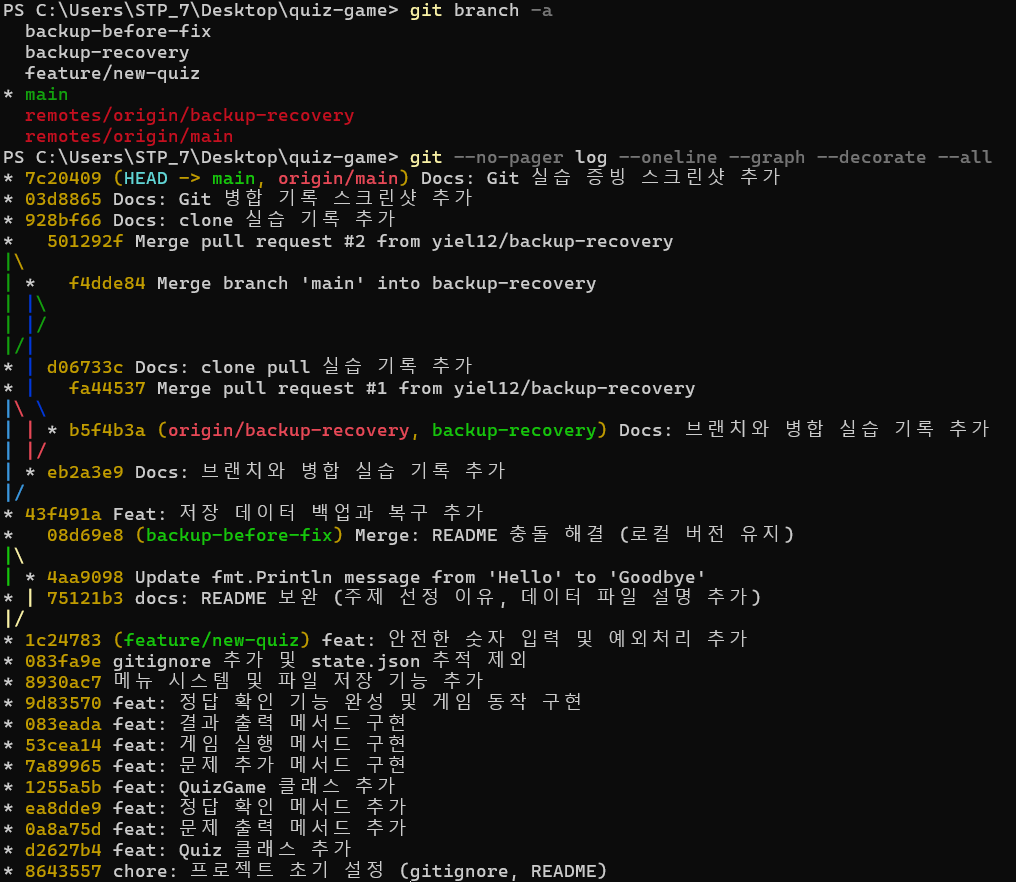 PS C:\Users\STP_7\Desktop\quiz-game> git branch -a
  backup-before-fix
  backup-recovery
  feature/new-quiz
* main
  remotes/origin/backup-recovery
  remotes/origin/main
PS C:\Users\STP_7\Desktop\quiz-game> git --no-pager log --oneline --graph --decorate --all
* 7c20409 (HEAD -> main, origin/main) Docs: Git 실습 증빙 스크린샷 추가
* 03d8865 Docs: Git 병합 기록 스크린샷 추가
* 928bf66 Docs: clone 실습 기록 추가
*   501292f Merge pull request #2 from yiel12/backup-recovery
|\
| *   f4dde84 Merge branch 'main' into backup-recovery
| |\
| |/
|/|
* | d06733c Docs: clone pull 실습 기록 추가
* |   fa44537 Merge pull request #1 from yiel12/backup-recovery
|\ \
| | * b5f4b3a (origin/backup-recovery, backup-recovery) Docs: 브랜치와 병합 실습 기록 추가
| |/
| * eb2a3e9 Docs: 브랜치와 병합 실습 기록 추가
|/
* 43f491a Feat: 저장 데이터 백업과 복구 추가
*   08d69e8 (backup-before-fix) Merge: README 충돌 해결 (로컬 버전 유지)
|\
| * 4aa9098 Update fmt.Println message from 'Hello' to 'Goodbye'
* | 75121b3 docs: README 보완 (주제 선정 이유, 데이터 파일 설명 추가)
|/
* 1c24783 (feature/new-quiz) feat: 안전한 숫자 입력 및 예외처리 추가
* 083fa9e gitignore 추가 및 state.json 추적 제외
* 8930ac7 메뉴 시스템 및 파일 저장 기능 추가
* 9d83570 feat: 정답 확인 기능 완성 및 게임 동작 구현
* 083eada feat: 결과 출력 메서드 구현
* 53cea14 feat: 게임 실행 메서드 구현
* 7a89965 feat: 문제 추가 메서드 구현
* 1255a5b feat: QuizGame 클래스 추가
* ea8dde9 feat: 정답 확인 메서드 추가
* 0a8a75d feat: 문제 출력 메서드 추가
* d2627b4 feat: Quiz 클래스 추가
* 8643557 chore: 프로젝트 초기 설정 (gitignore, README)